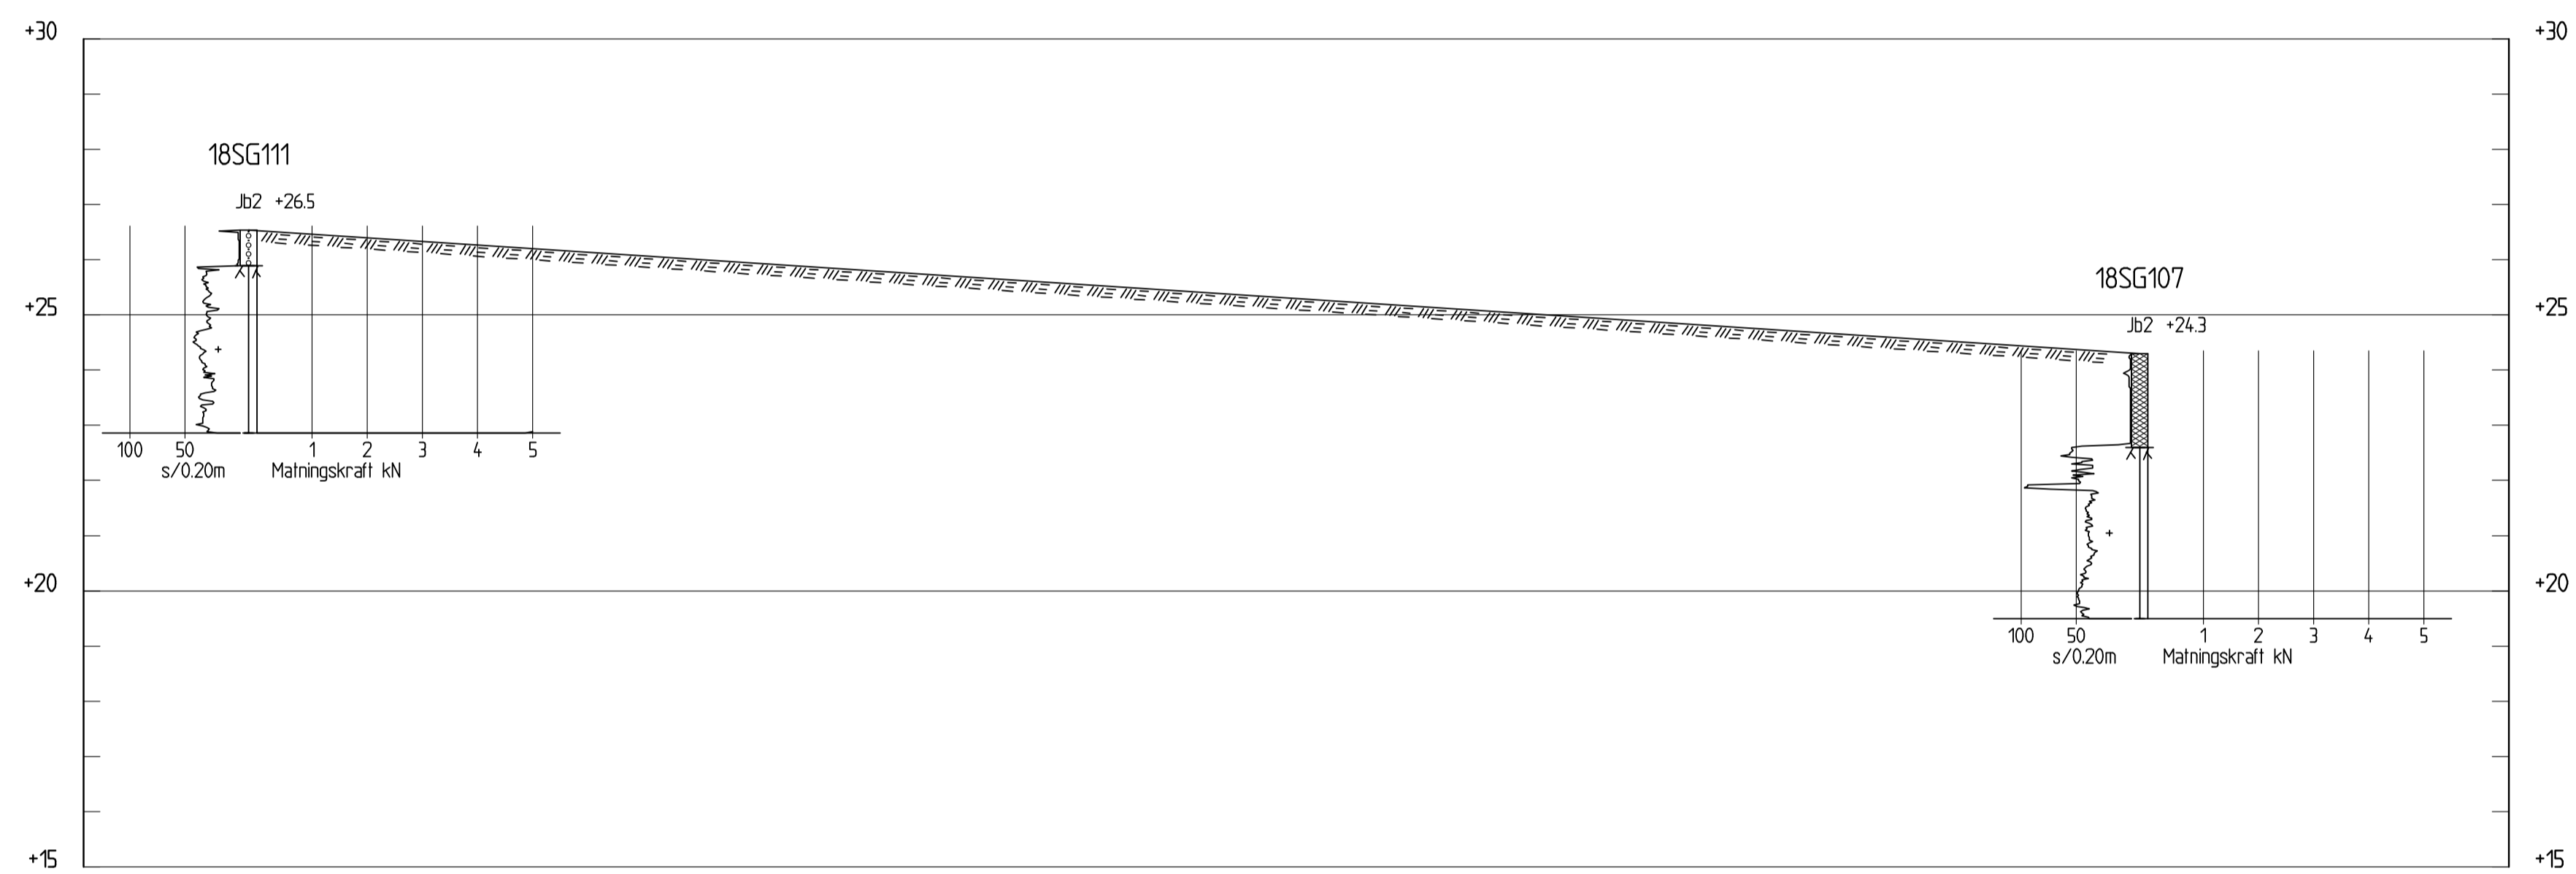 +30 +30
18SG111
Jb2 +26.5
18SG107
+25 +25
Jb2 +24.3
100 50 1 2 3 4 5
s/0.20m Matningskraft kN
+20 +20
100 50 1 2 3 4 5
s/0.20m Matningskraft kN
+15 +15